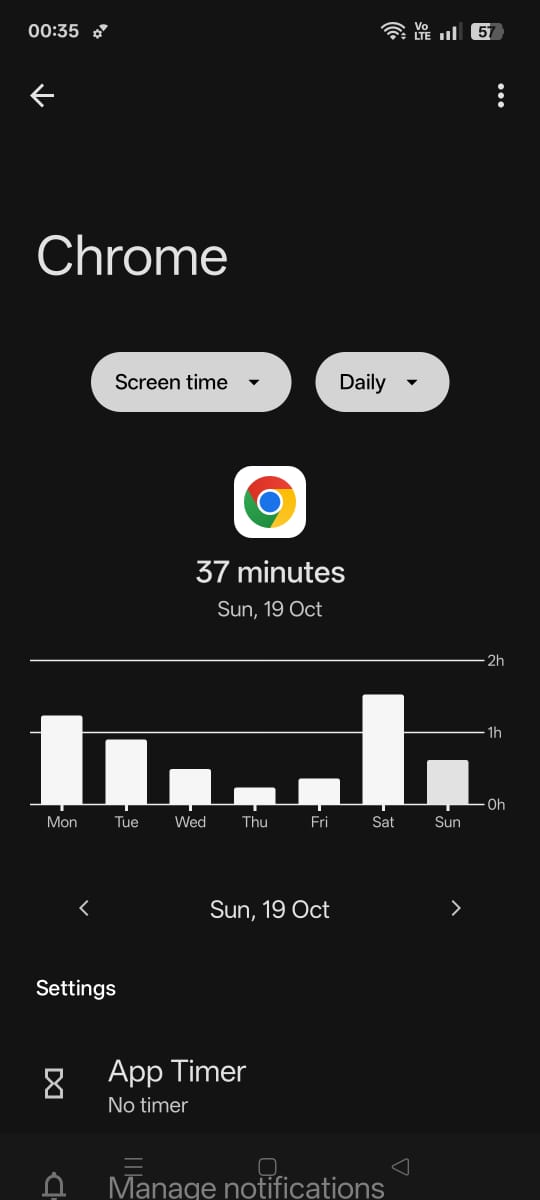 00:35 Vo LTE 57
Chrome
Screen time Daily
37 minutes
Sun, 19 Oct
2h
1h
0h
Mon Tue Wed Thu Fri Sat Sun
Sun, 19 Oct
Settings
App Timer
No timer
Manage notifications